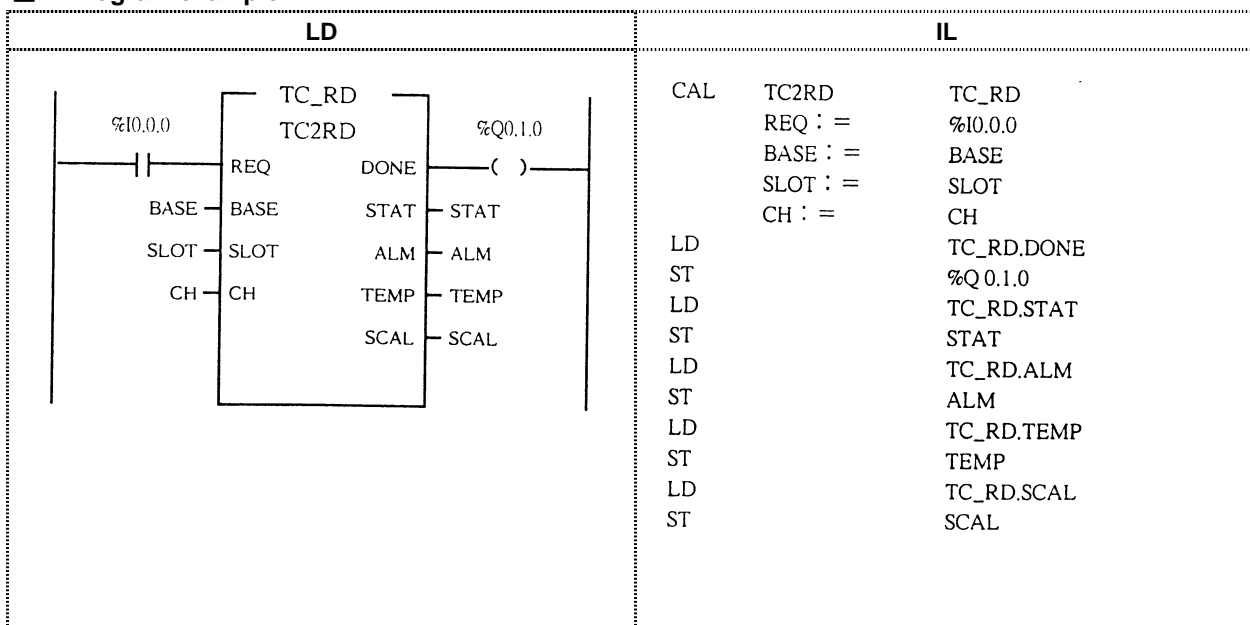 LD
IL
TC_RD
TC2RD
%I0.0.0
%Q0.1.0
REQ DONE
BASE BASE STAT STAT
SLOT SLOT ALM ALM
CH CH TEMP TEMP
SCAL SCAL
CAL TC2RD TC_RD
REQ : = %I0.0.0
BASE : = BASE
SLOT : = SLOT
CH : = CH
LD TC_RD.DONE
ST %Q 0.1.0
LD TC_RD.STAT
ST STAT
LD TC_RD.ALM
ST ALM
LD TC_RD.TEMP
ST TEMP
LD TC_RD.SCAL
ST SCAL